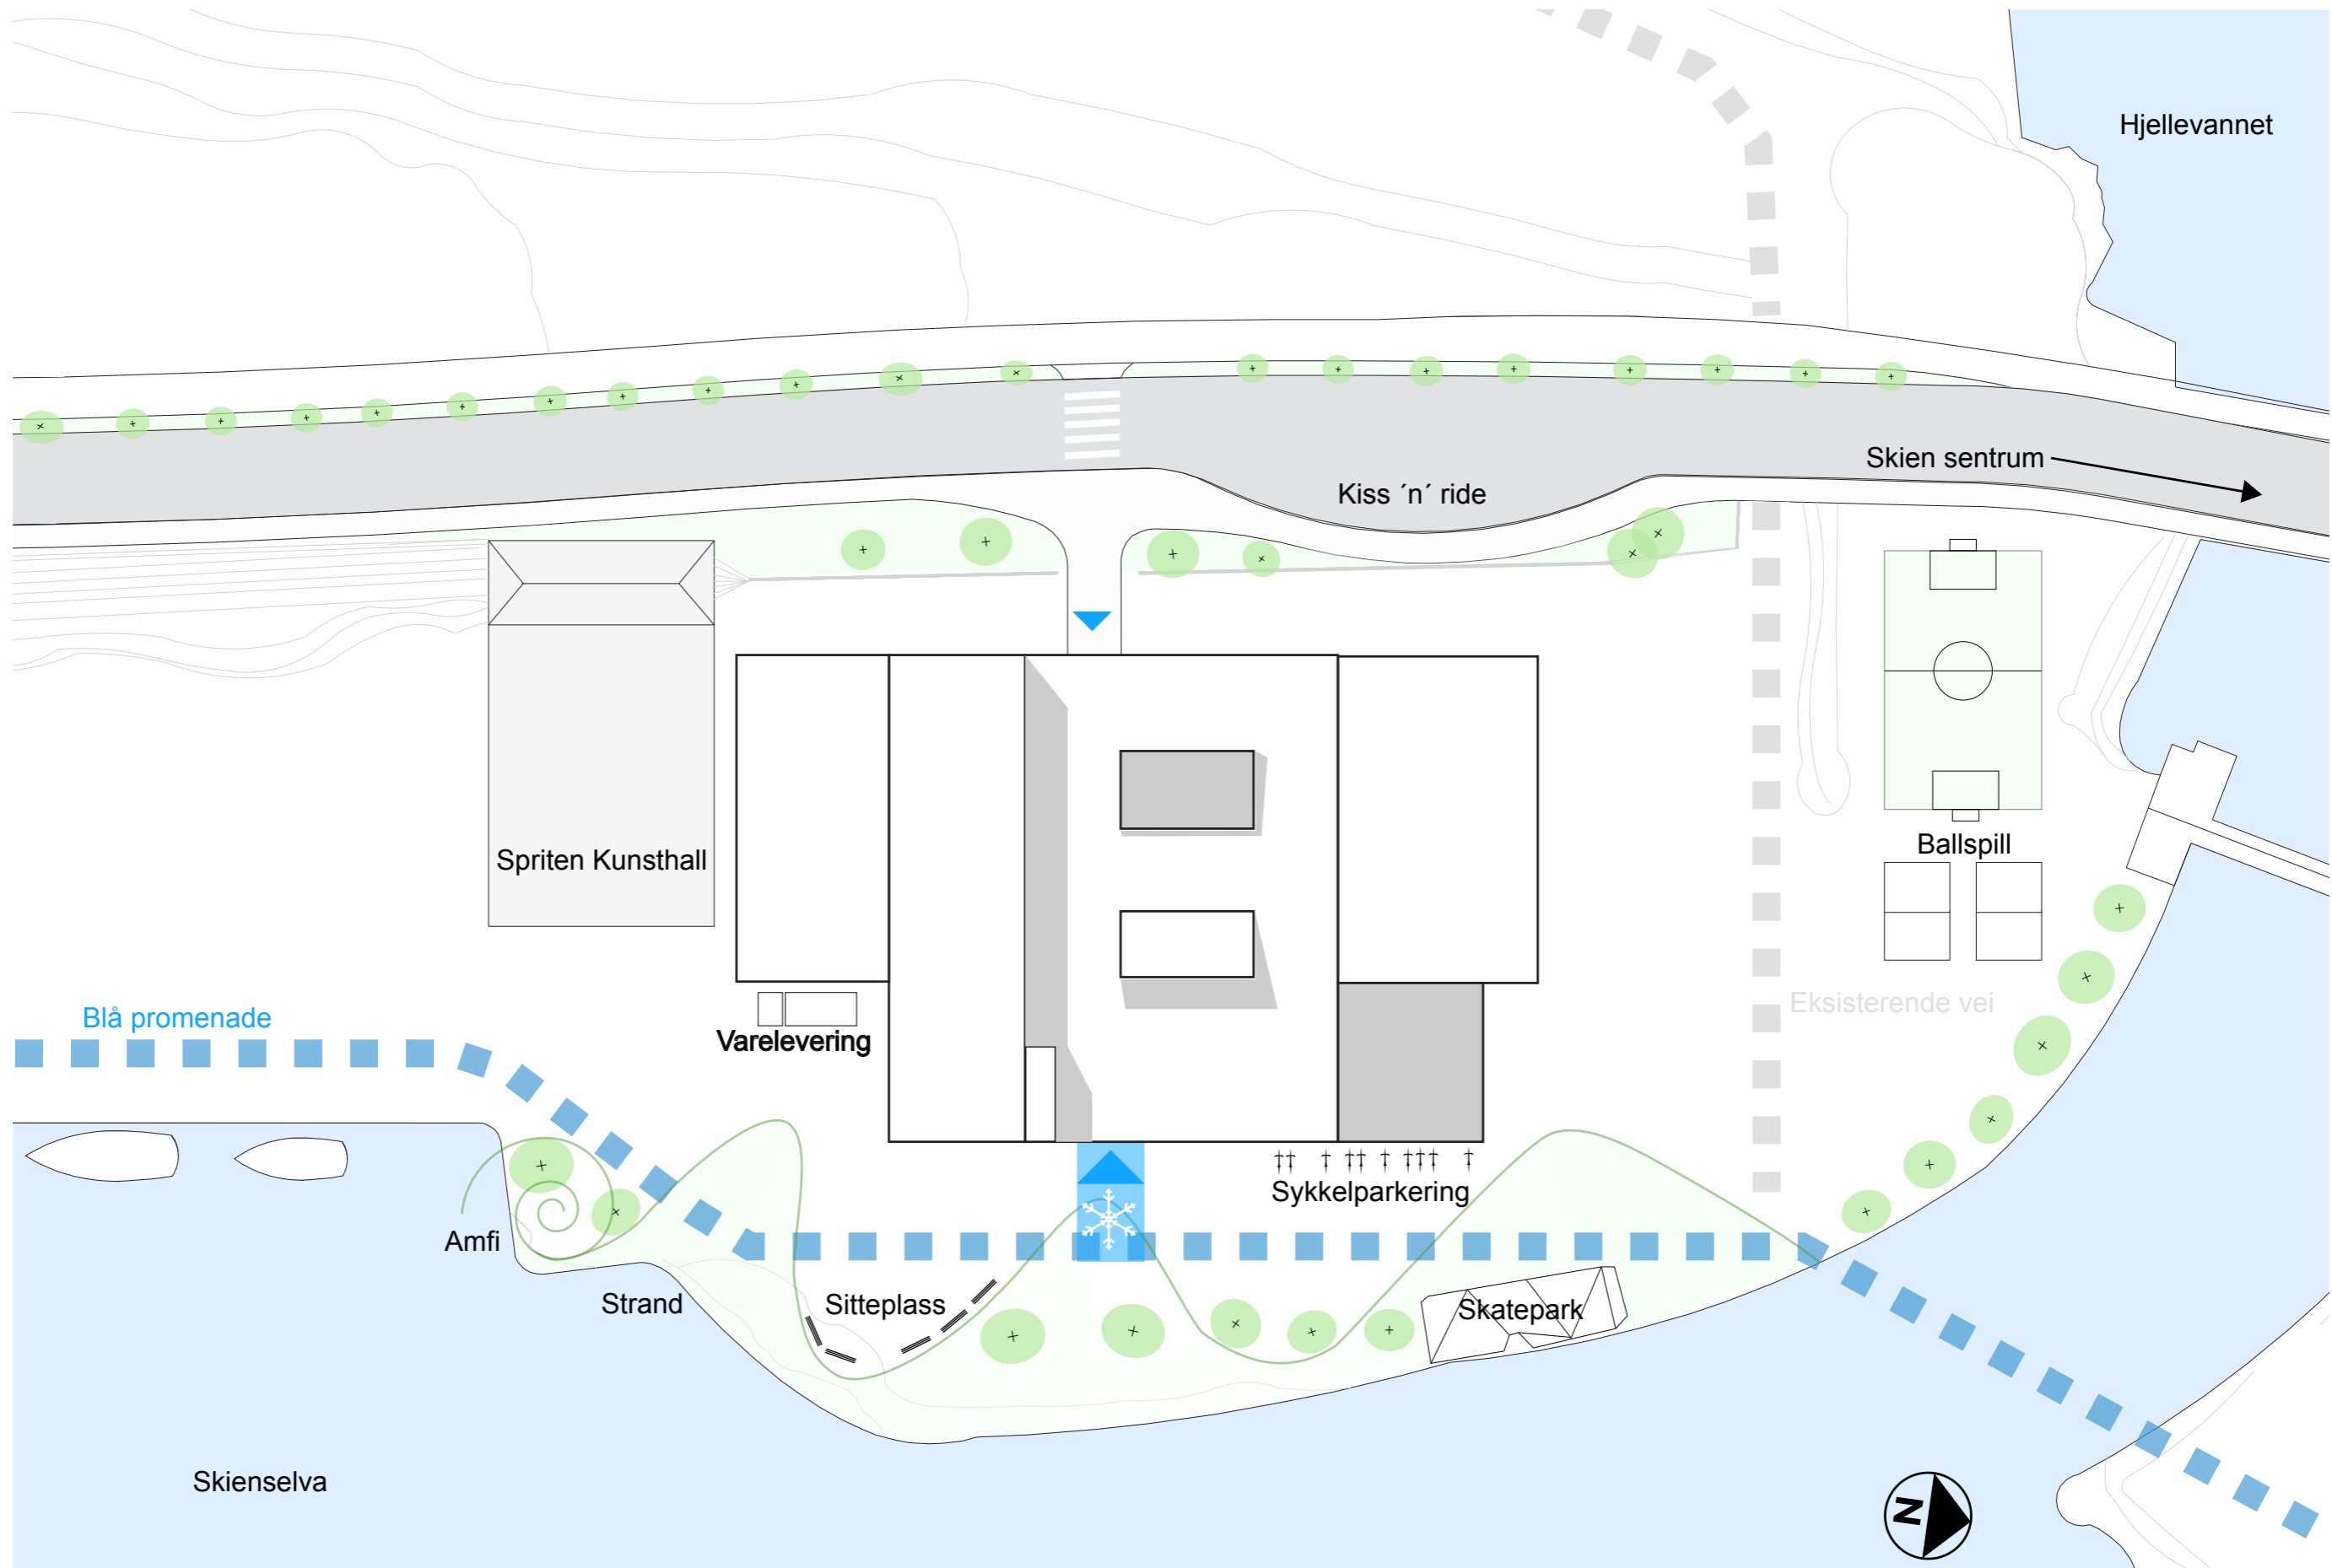 Hjellevannet
Skien sentrum
Kiss ´n´ ride
Ballspill
Spriten Kunsthall
Eksisterende vei
Blå promenade
Varelevering
Sykkelparkering
Amfi
Strand
Sitteplass
Skatepark
Skienselva
N